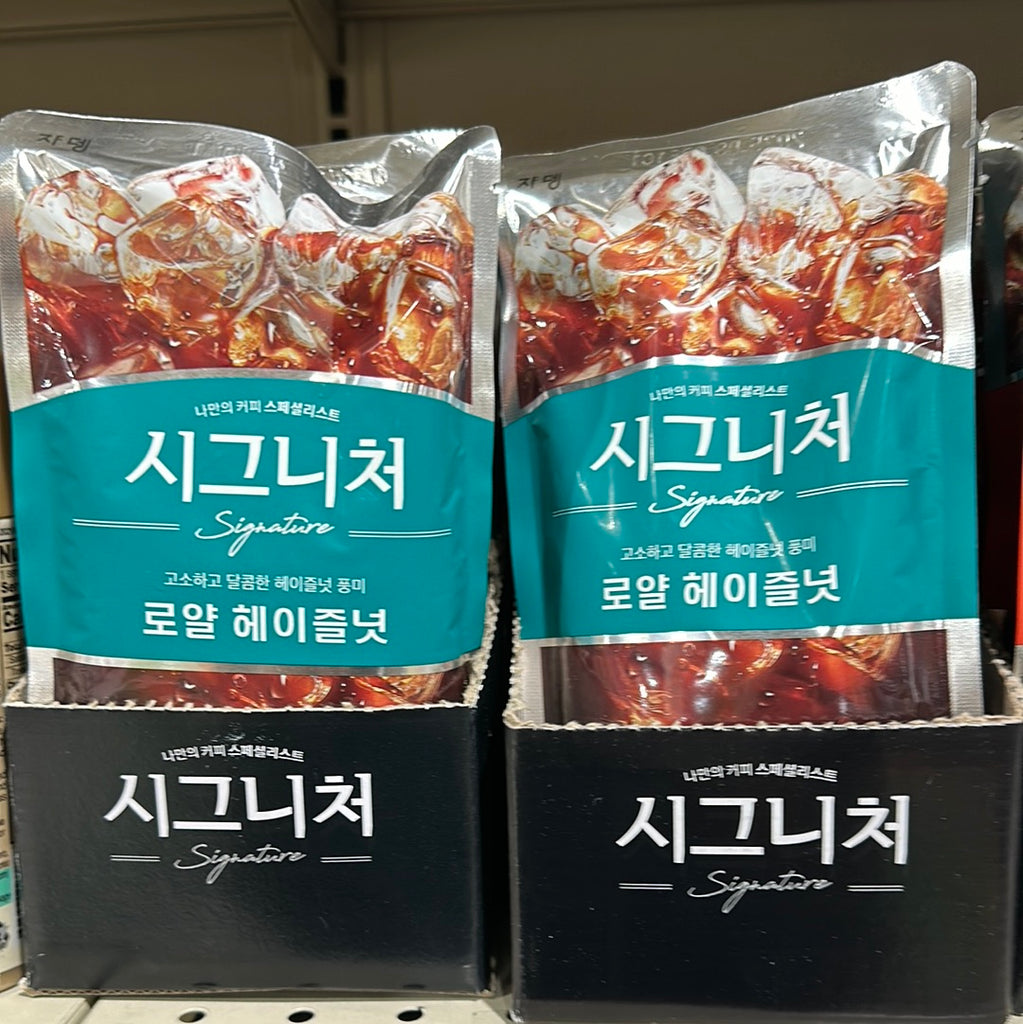 쟈뎅
나만의 커피 스페셜리스트
시그니처
Signature
고소하고 달콤한 헤이즐넛 풍미
로얄 헤이즐넛
나만의 커피 스페셜리스트
시그니처
Signature
쟈뎅
나만의 커피 스페셜리스트
시그니처
Signature
고소하고 달콤한 헤이즐넛 풍미
로얄 헤이즐넛
나만의 커피 스페셜리스트
시그니처
Signature